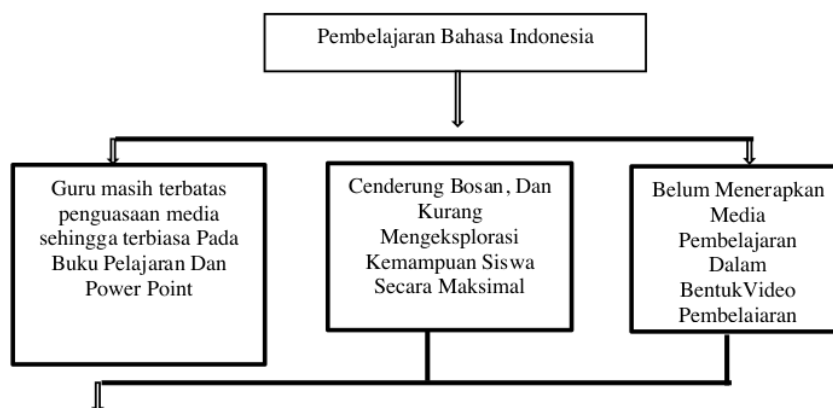 Pembelajaran Bahasa Indonesia
Guru masih terbatas
penguasaan media
sehingga terbiasa Pada
Buku Pelajaran Dan
Power Point
Cenderung Bosan, Dan
Kurang
Mengeksplorasi
Kemampuan Siswa
Secara Maksimal
Belum Menerapkan
Media
Pembelajaran
Dalam
BentukVideo
Pembelaiaran